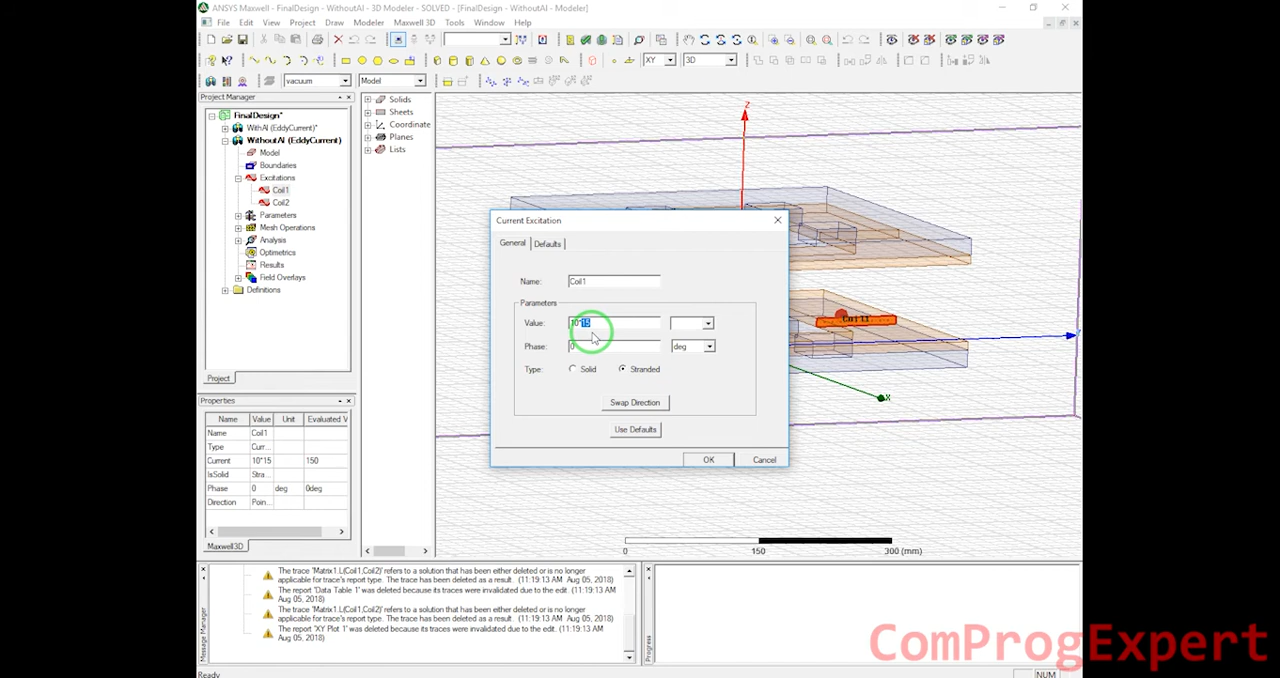 ANSYS Maxwell - FinalDesign - WithoutAl - 3D Modeler - SOLVED - [FinalDesign - WithoutAl - Modeler]
File Edit View Project Draw Modeler Maxwell 3D Tools Window Help
XY 3D
vacuum Model
Project Manager
FinalDesign*
WithAl (EddyCurrent)*
WithoutAl (EddyCurrent)
Model
Boundaries
Excitations
Coil1
Coil2
Parameters
Mesh Operations
Analysis
Optimetrics
Results
Field Overlays
Definitions
Project
Solids
Sheets
Coordinate
Planes
Lists
Properties
Name Value Unit Evaluated V
Name Coil1
Type Curr...
Current 10*15 150
IsSolid Stra...
Phase 0 deg 0deg
Direction Poin...
Maxwell3D
Z
Coil1
X
0 150 300 (mm)
Current Excitation
General Defaults
Name: Coil1
Parameters
Value: 10*15
Phase: 0 deg
Type: Solid Stranded
Swap Direction
Use Defaults
OK Cancel
Message Manager
The trace 'Matrix1.L(Coil1,Coil2)' refers to a solution that has been either deleted or is no longer
applicable for trace's report type. The trace has been deleted as a result. (11:19:13 AM Aug 05, 2018)
The report 'Data Table 1' was deleted because its traces were invalidated due to the edit. (11:19:13 AM
Aug 05, 2018)
The trace 'Matrix1.L(Coil1,Coil2)' refers to a solution that has been either deleted or is no longer
applicable for trace's report type. The trace has been deleted as a result. (11:19:13 AM Aug 05, 2018)
The report 'XY Plot 1' was deleted because its traces were invalidated due to the edit. (11:19:13 AM
Aug 05, 2018)
Progress
ComProgExpert
Ready
NUM